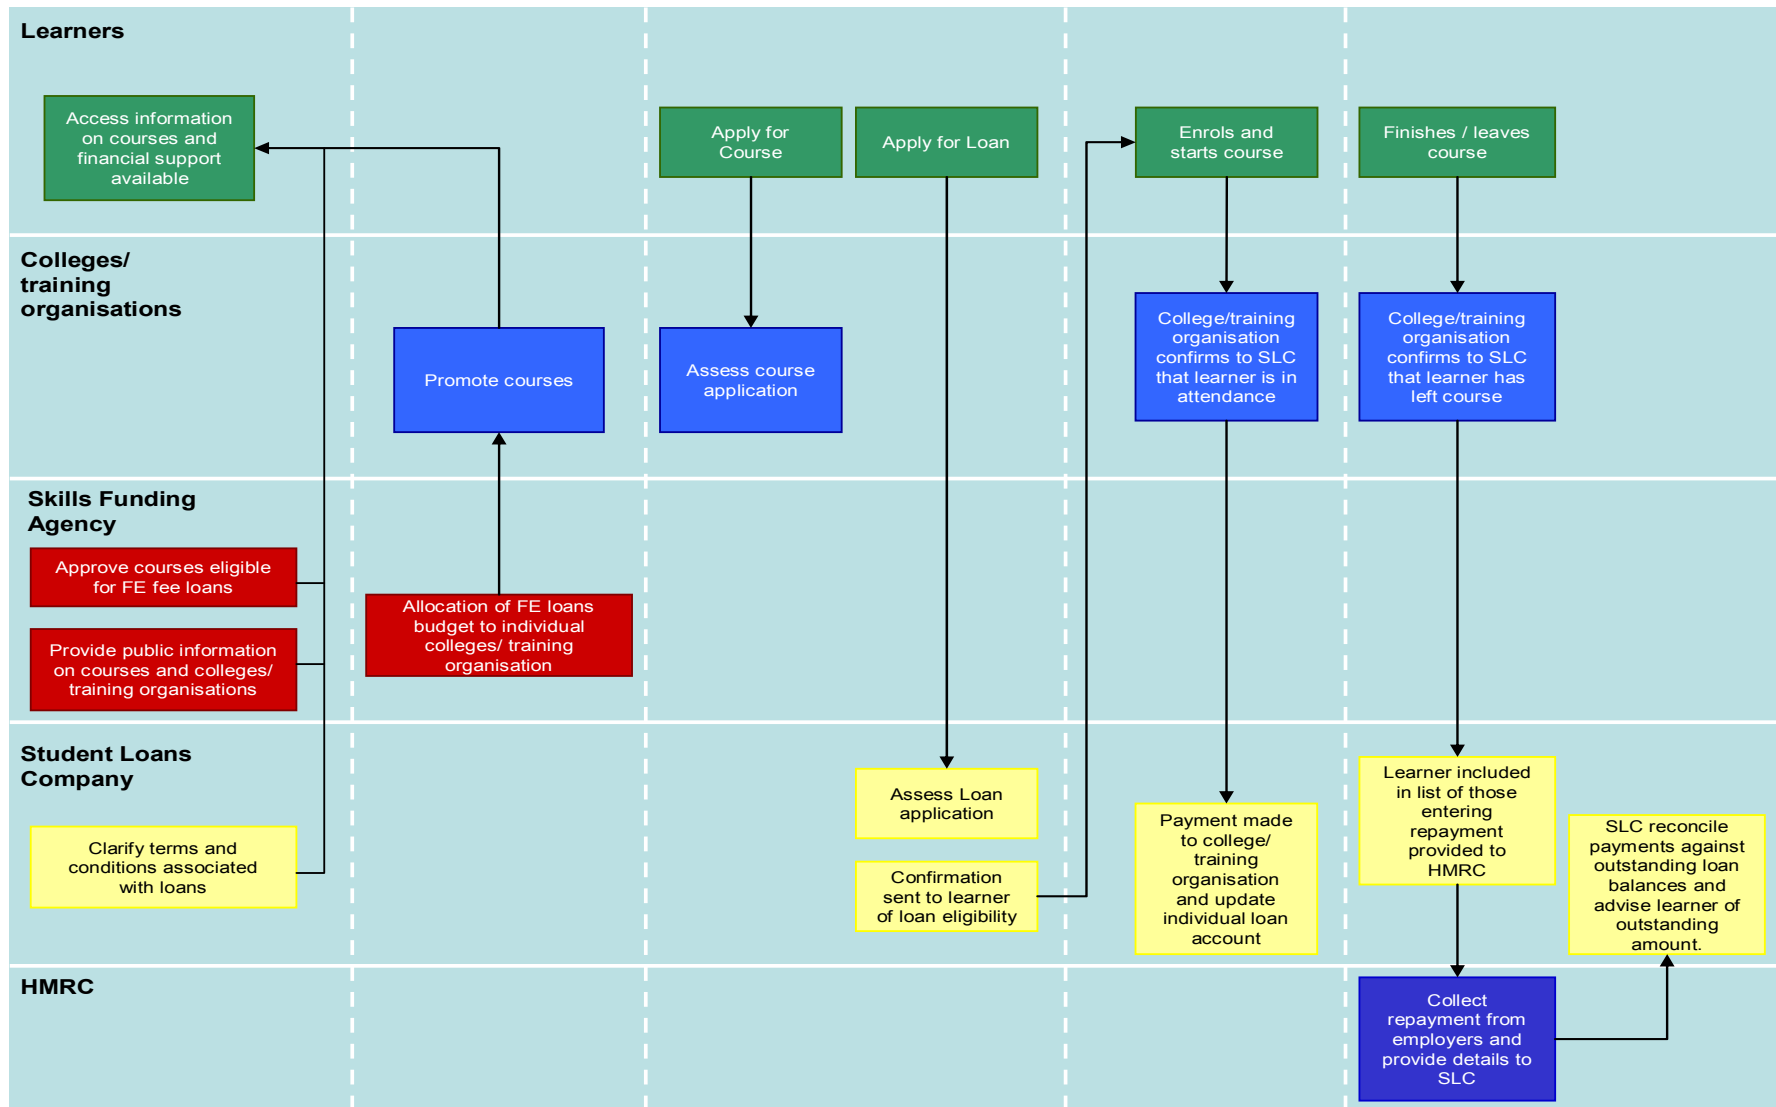 Learners
Access information
on courses and
financial support
available
Apply for
Course
Apply for Loan
Enrols and
starts course
Finishes / leaves
course
Colleges/
training
organisations
Promote courses
Assess course
application
College/training
organisation
confirms to SLC
that learner is in
attendance
College/training
organisation
confirms to SLC
that learner has
left course
Skills Funding
Agency
Approve courses eligible
for FE fee loans
Provide public information
on courses and colleges/
training organisations
Allocation of FE loans
budget to individual
colleges/ training
organisation
Student Loans
Company
Clarify terms and
conditions associated
with loans
Assess Loan
application
Confirmation
sent to learner
of loan eligibility
Payment made
to college/
training
organisation
and update
individual loan
account
Learner included
in list of those
entering
repayment
provided to
HMRC
SLC reconcile
payments against
outstanding loan
balances and
advise learner of
outstanding
amount.
HMRC
Collect
repayment from
employers and
provide details to
SLC